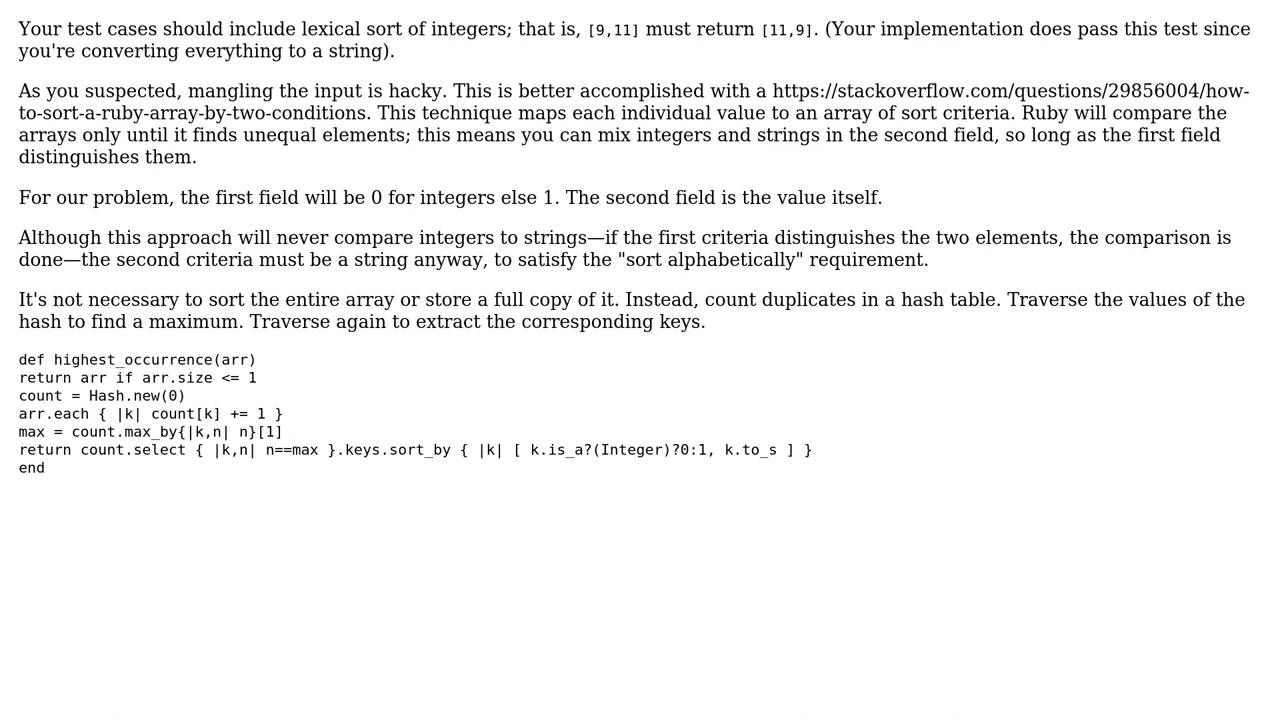 Your test cases should include lexical sort of integers; that is, [9,11] must return [11,9]. (Your implementation does pass this test since
you're converting everything to a string).
As you suspected, mangling the input is hacky. This is better accomplished with a https://stackoverflow.com/questions/29856004/how-
to-sort-a-ruby-array-by-two-conditions. This technique maps each individual value to an array of sort criteria. Ruby will compare the
arrays only until it finds unequal elements; this means you can mix integers and strings in the second field, so long as the first field
distinguishes them.
For our problem, the first field will be 0 for integers else 1. The second field is the value itself.
Although this approach will never compare integers to strings—if the first criteria distinguishes the two elements, the comparison is
done—the second criteria must be a string anyway, to satisfy the "sort alphabetically" requirement.
It's not necessary to sort the entire array or store a full copy of it. Instead, count duplicates in a hash table. Traverse the values of the
hash to find a maximum. Traverse again to extract the corresponding keys.
def highest_occurrence(arr)
return arr if arr.size <= 1
count = Hash.new(0)
arr.each { |k| count[k] += 1 }
max = count.max_by{|k,n| n}[1]
return count.select { |k,n| n==max }.keys.sort_by { |k| [ k.is_a?(Integer)?0:1, k.to_s ] }
end